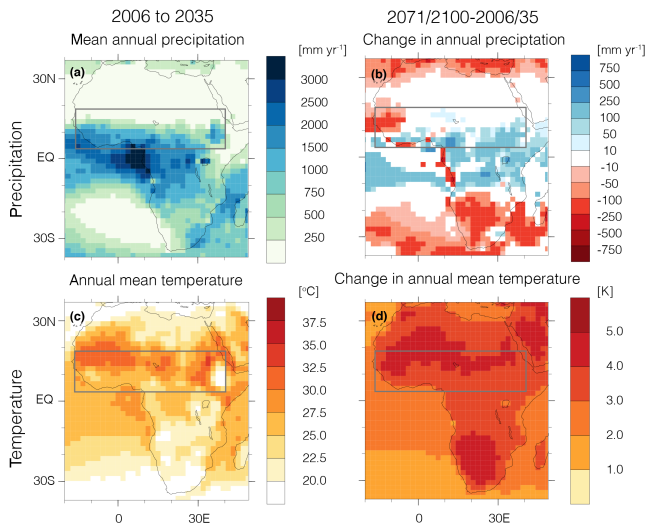 2006 to 2035
2071/2100-2006/35
Mean annual precipitation
[mm yr-1]
Change in annual preciptation
[mm yr-1]
Precipitation
(a)
30N
EQ
30S
3000
2500
2000
1500
1000
750
500
250
(b)
750
500
250
100
50
10
-10
-50
-100
-250
-500
-750
Annual mean temperature
[°C]
Change in annual mean temperature
[K]
Temperature
(c)
30N
EQ
30S
0
30E
37.5
35.0
32.5
30.0
27.5
25.0
22.5
20.0
(d)
0
30E
5.0
4.0
3.0
2.0
1.0